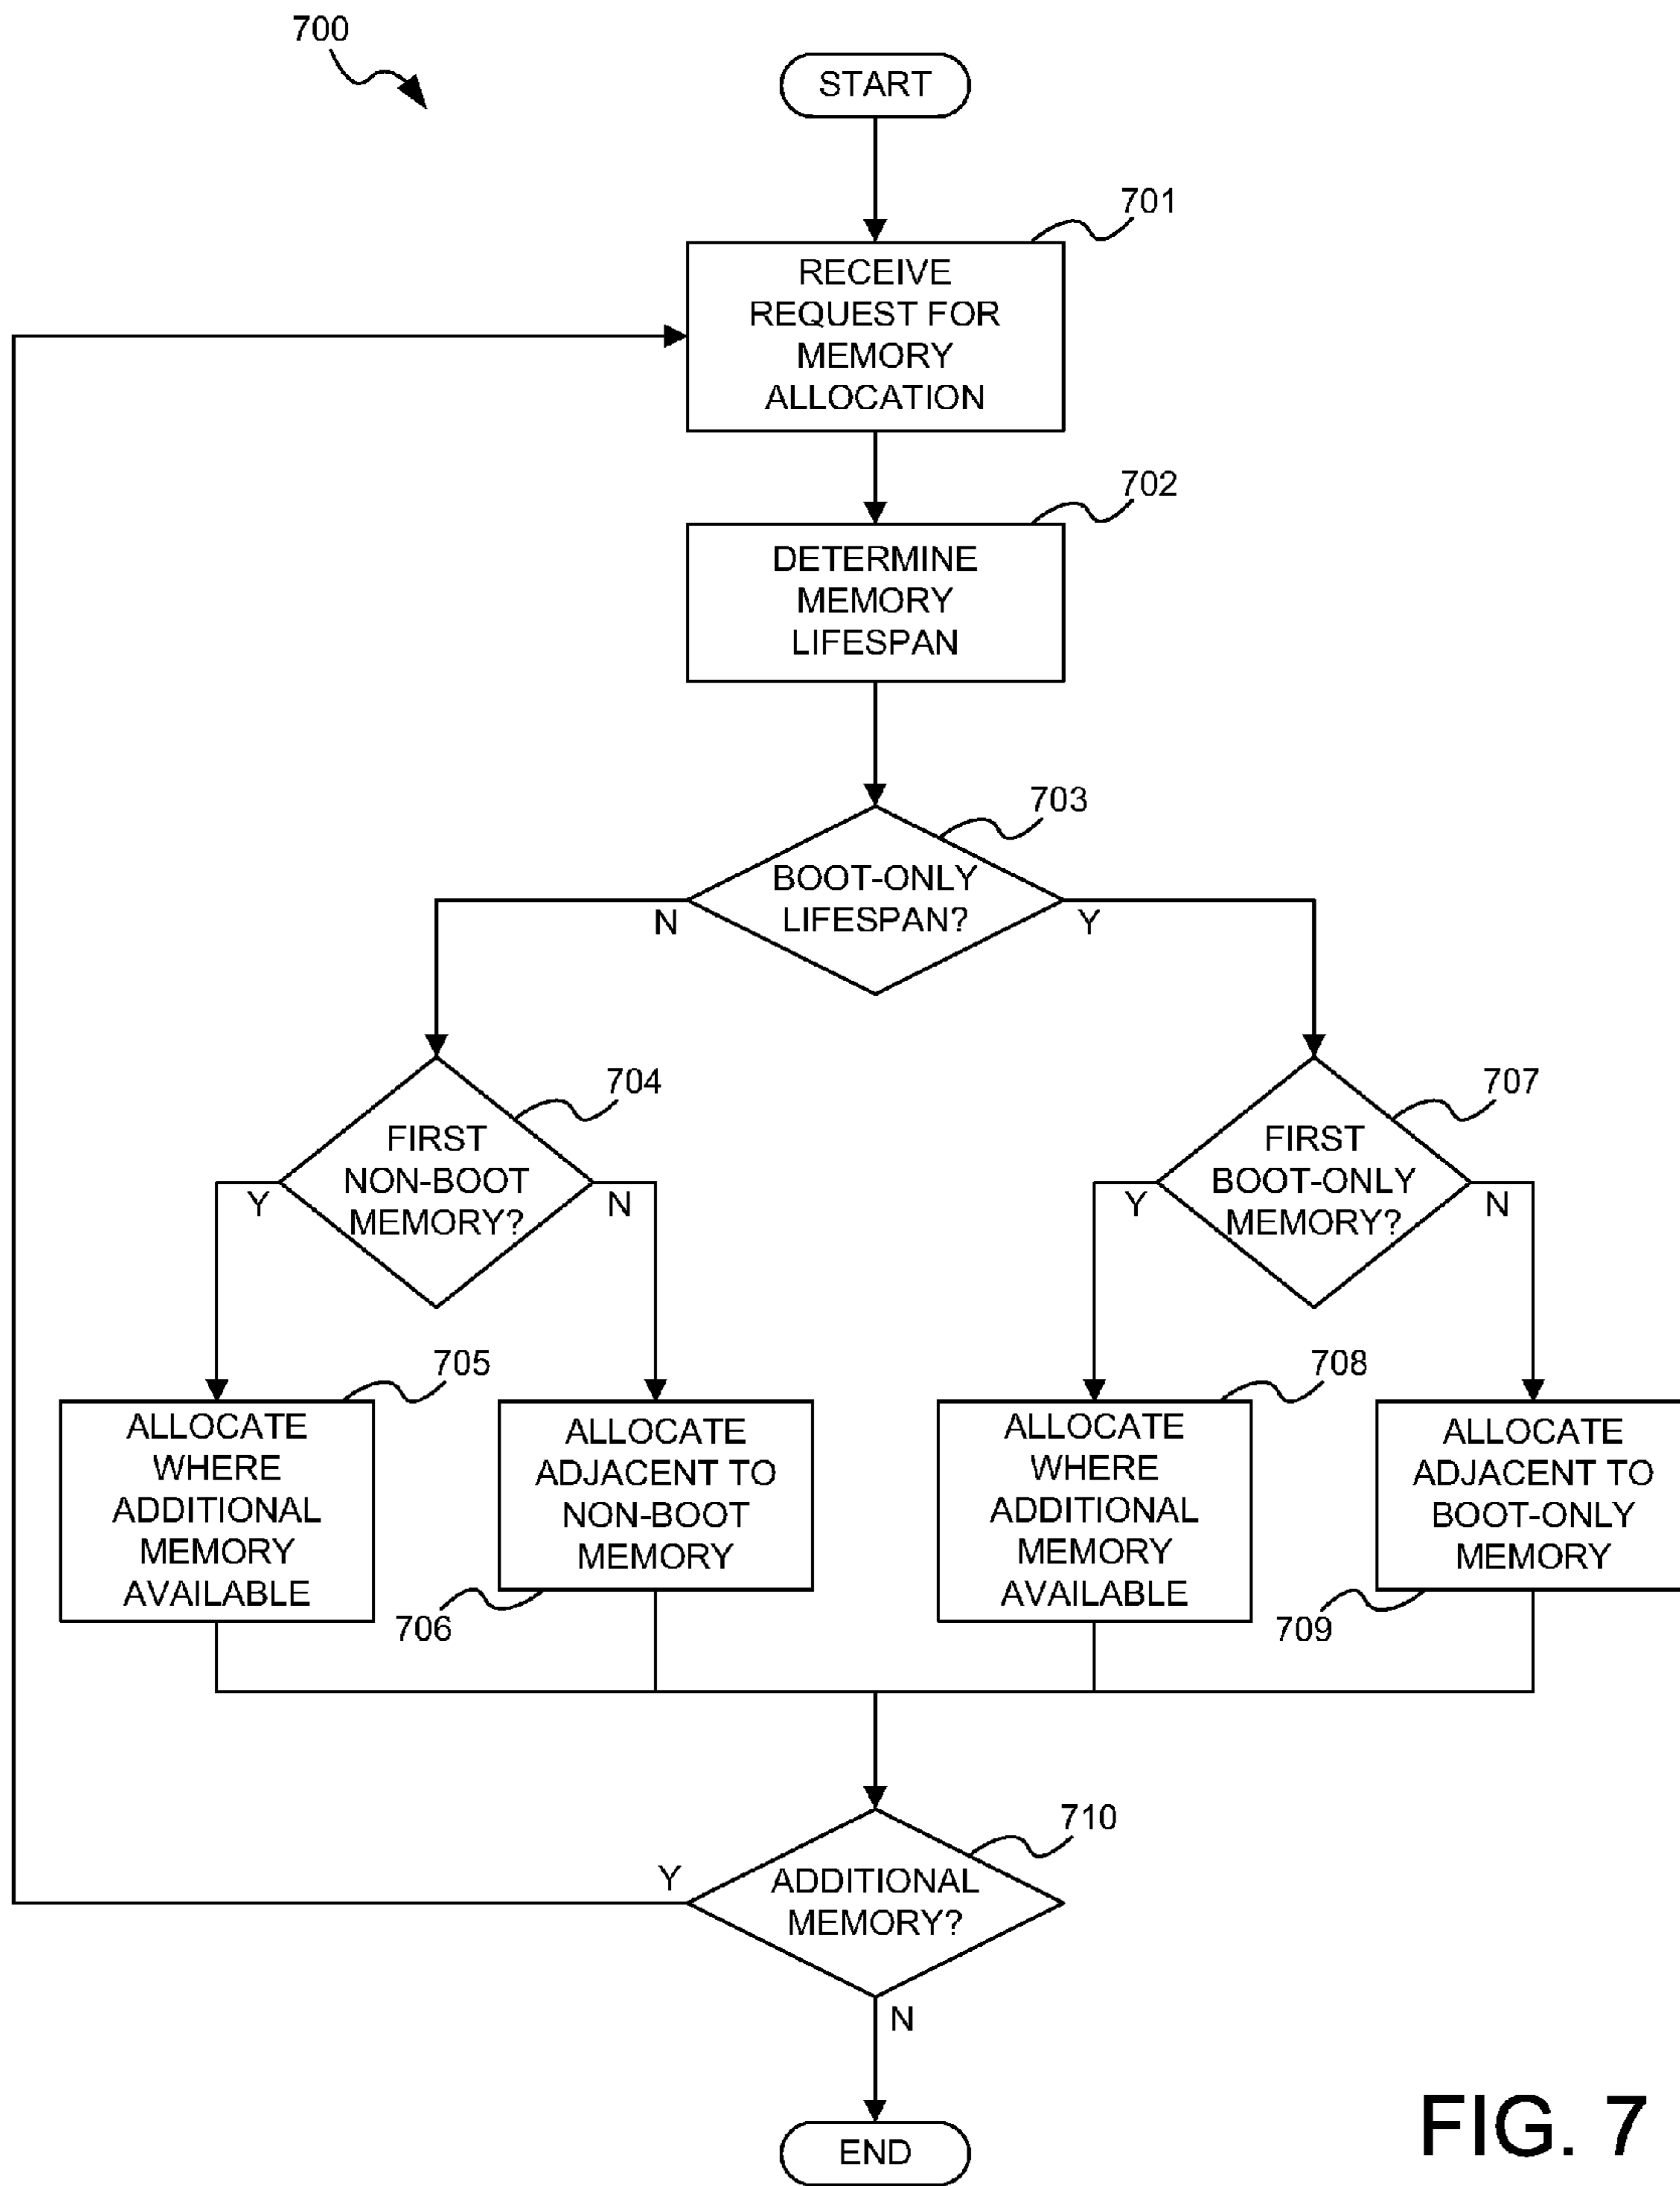 700
START
701
RECEIVE
REQUEST FOR
MEMORY
ALLOCATION
702
DETERMINE
MEMORY
LIFESPAN
703
BOOT-ONLY
LIFESPAN?
N
Y
704
FIRST
NON-BOOT
MEMORY?
Y
N
707
FIRST
BOOT-ONLY
MEMORY?
Y
N
705
ALLOCATE
WHERE
ADDITIONAL
MEMORY
AVAILABLE
ALLOCATE
ADJACENT TO
NON-BOOT
MEMORY
706
708
ALLOCATE
WHERE
ADDITIONAL
MEMORY
AVAILABLE
ALLOCATE
ADJACENT TO
BOOT-ONLY
MEMORY
709
710
ADDITIONAL
MEMORY?
Y
N
END
FIG. 7